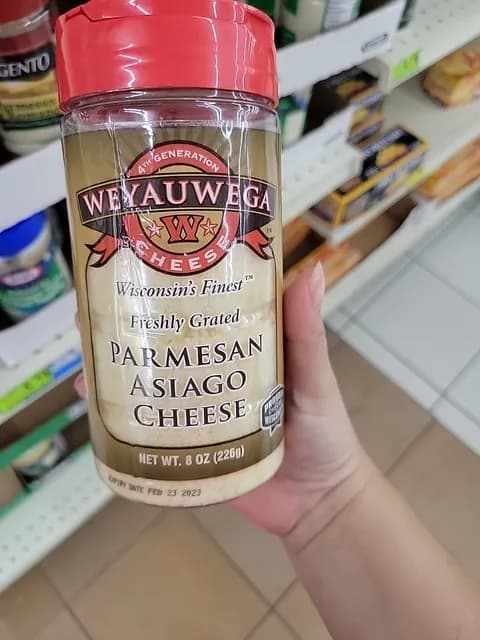 GENTO
4TH GENERATION
WEYAUWEGA
W
CHEESE
Wisconsin's Finest™
Freshly Grated
PARMESAN
ASIAGO
CHEESE
NET WT. 8 OZ (226g)
EXPIRY DATE FEB 23 2023